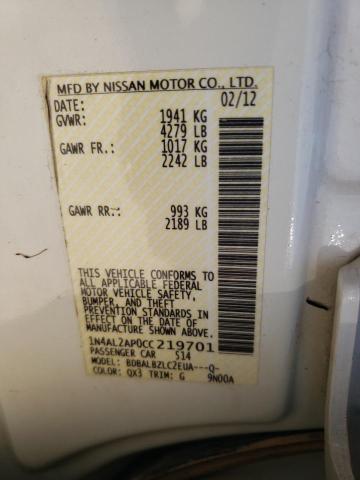 MFD BY NISSAN MOTOR CO., LTD.
DATE: 02/12
GVWR: 1941 KG
4279 LB
GAWR FR.: 1017 KG
2242 LB
GAWR RR.: 993 KG
2189 LB
THIS VEHICLE CONFORMS TO
ALL APPLICABLE FEDERAL
MOTOR VEHICLE SAFETY,
BUMPER, AND THEFT
PREVENTION STANDARDS
IN EFFECT ON THE DATE OF
MANUFACTURE SHOWN ABOVE.
1N4AL2AP0CC219701
PASSENGER CAR S14
MODEL: BDBALBZLC2EUA---Q-
COLOR: QX3 TRIM: G 9N00A